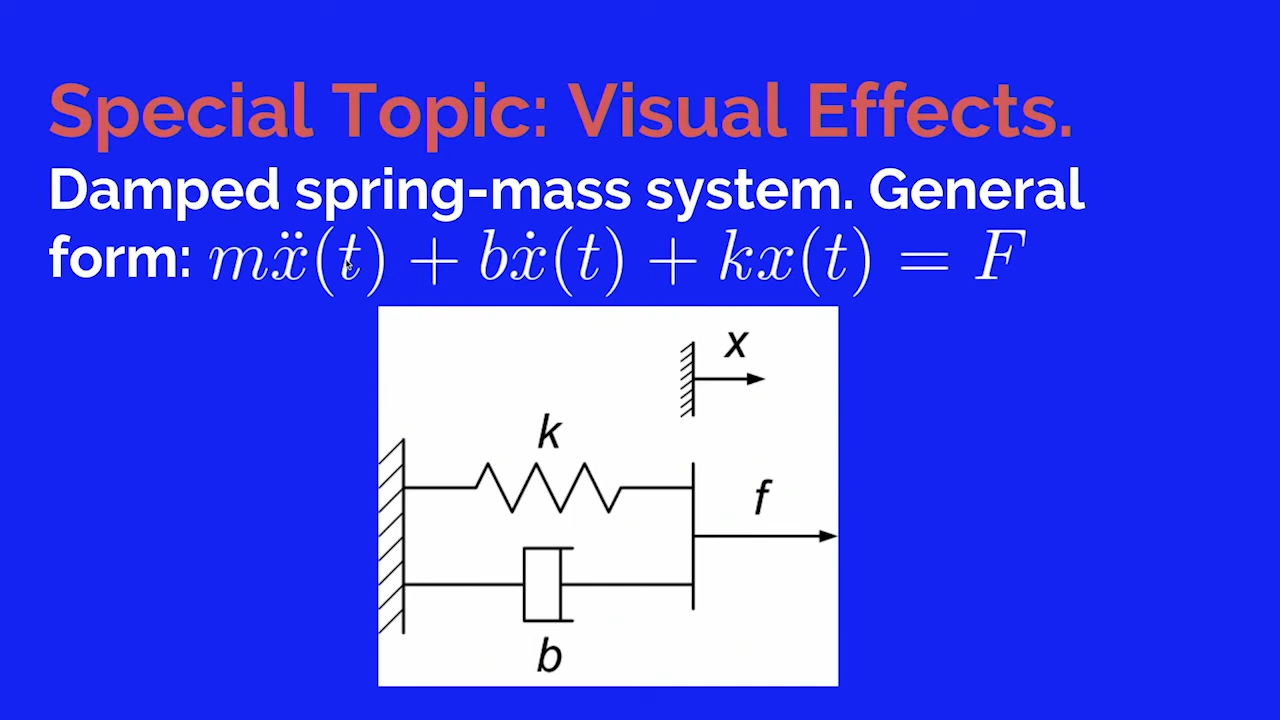 Special Topic: Visual Effects.
Damped spring-mass system. General
form: mẍ(t) + bẋ(t) + kx(t) = F
x
k
f
b